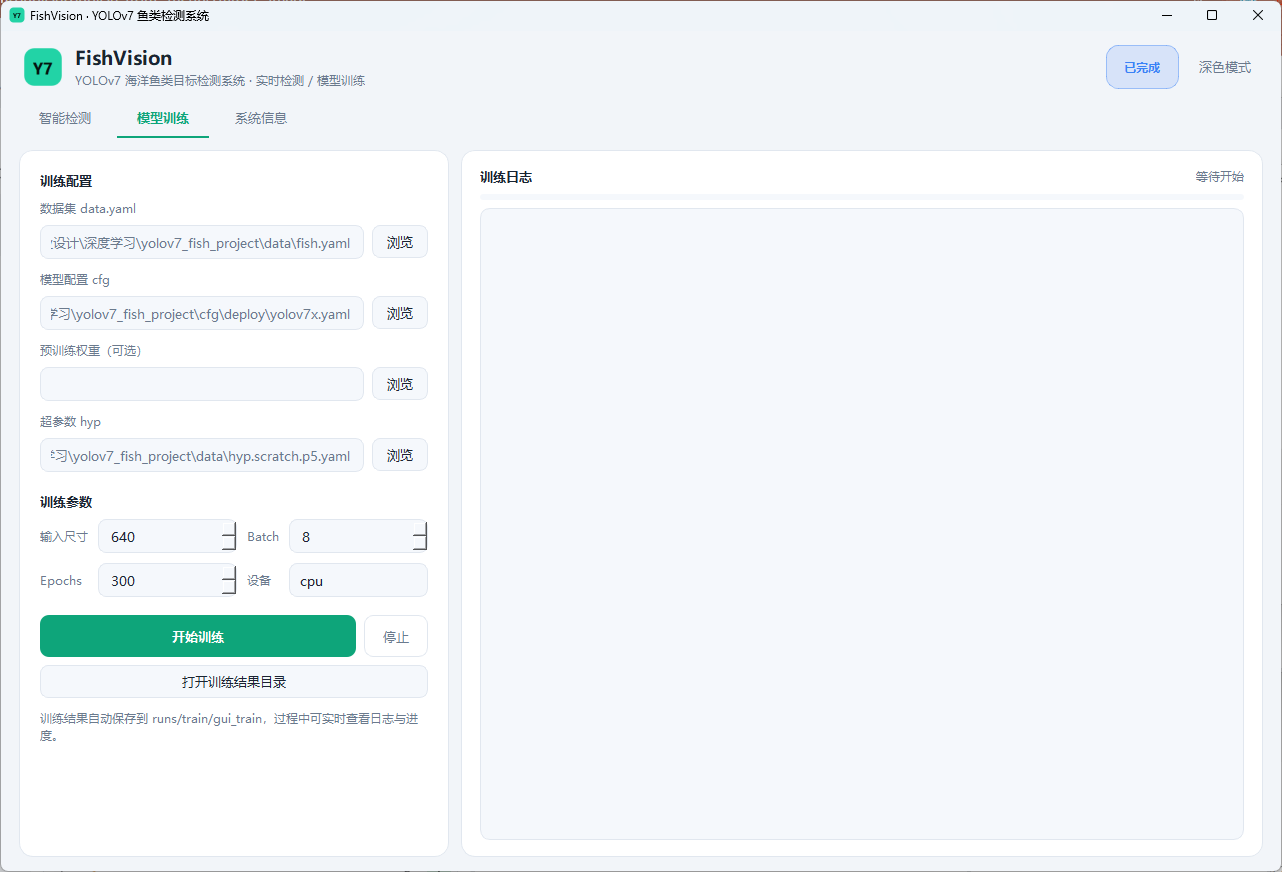 FishVision · YOLOv7 鱼类检测系统
Y7
FishVision
YOLOv7 海洋鱼类目标检测系统 · 实时检测 / 模型训练
已完成
深色模式
智能检测
模型训练
系统信息
训练配置
数据集 data.yaml
设计\深度学习\yolov7_fish_project\data\fish.yaml
浏览
模型配置 cfg
学习\yolov7_fish_project\cfg\deploy\yolov7x.yaml
浏览
预训练权重（可选）
浏览
超参数 hyp
学习\yolov7_fish_project\data\hyp.scratch.p5.yaml
浏览
训练参数
输入尺寸
640
Batch
8
Epochs
300
设备
cpu
开始训练
停止
打开训练结果目录
训练结果自动保存到 runs/train/gui_train，过程中可实时查看日志与进
度。
训练日志
等待开始